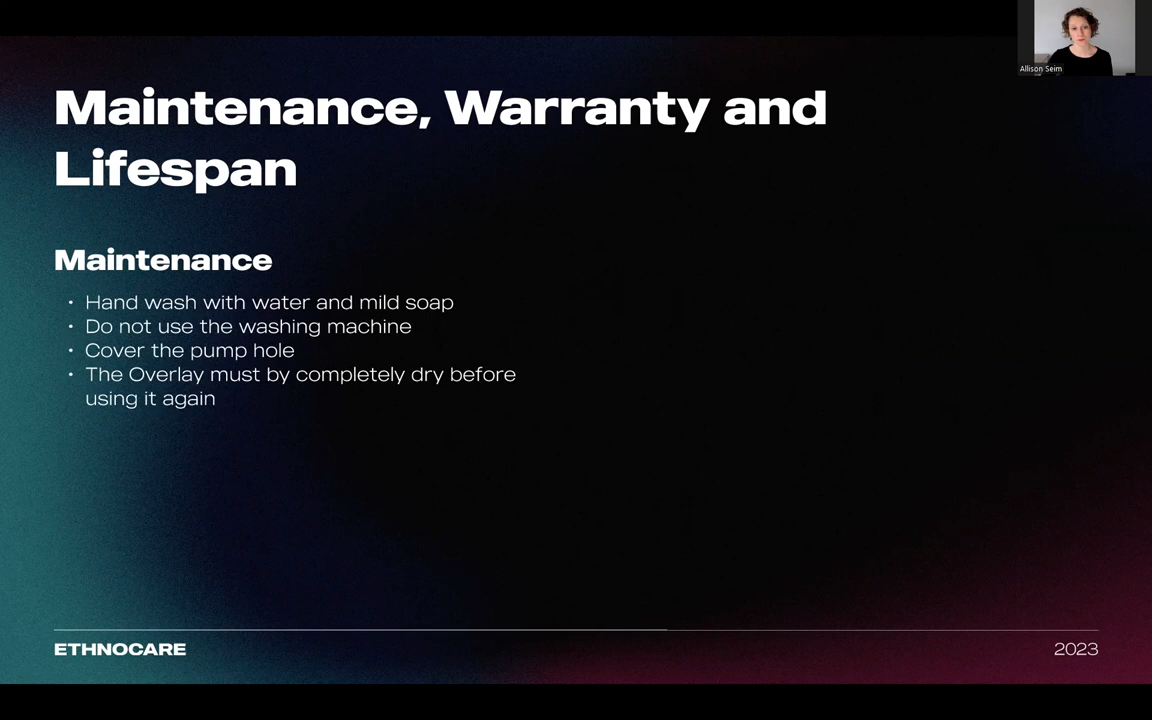 Allison Seim
Maintenance, Warranty and
Lifespan
Maintenance
• Hand wash with water and mild soap
• Do not use the washing machine
• Cover the pump hole
• The Overlay must by completely dry before
using it again
ETHNOCARE
2023